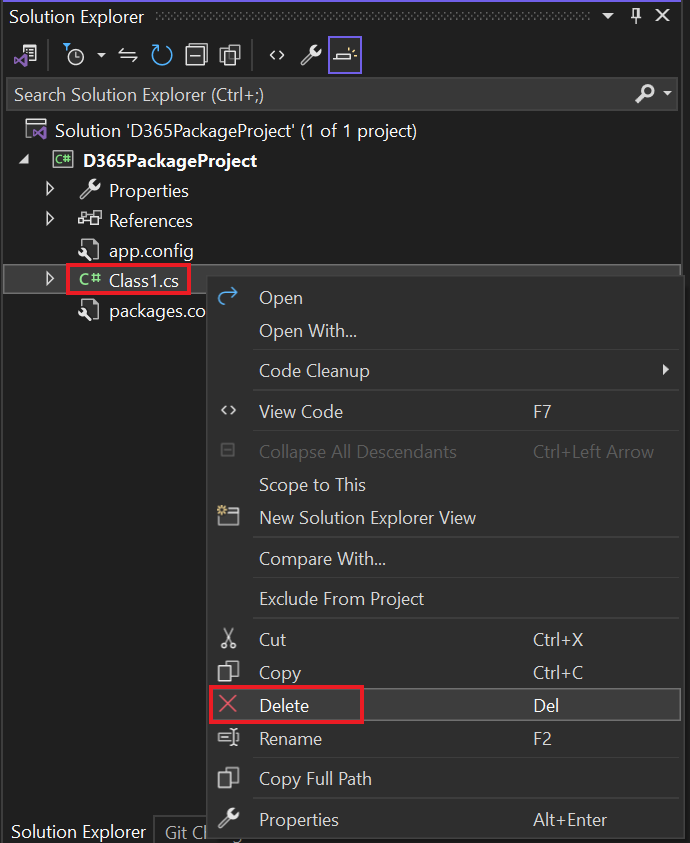 Solution Explorer
Search Solution Explorer (Ctrl+;)
Solution 'D365PackageProject' (1 of 1 project)
C# D365PackageProject
Properties
References
app.config
C# Class1.cs
packages.co
Open
Open With...
Code Cleanup
View Code F7
Collapse All Descendants Ctrl+Left Arrow
Scope to This
New Solution Explorer View
Compare With...
Exclude From Project
Cut Ctrl+X
Copy Ctrl+C
Delete Del
Rename F2
Copy Full Path
Properties Alt+Enter
Solution Explorer Git C